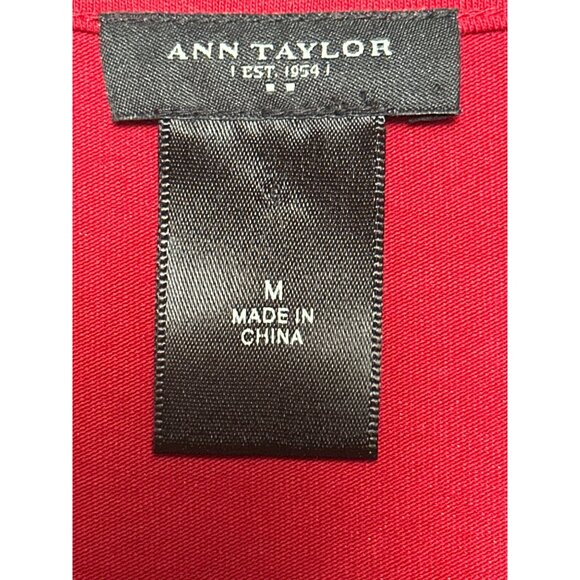 ANN TAYLOR
| EST. 1954 |
M
MADE IN
CHINA